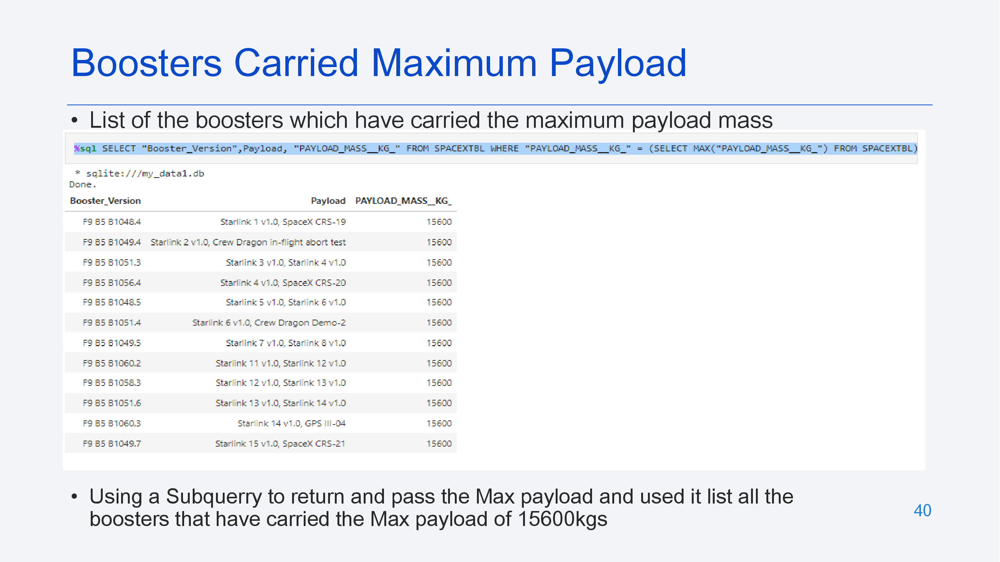 Boosters Carried Maximum Payload
• List of the boosters which have carried the maximum payload mass
%sql SELECT "Booster_Version",Payload, "PAYLOAD_MASS__KG_" FROM SPACEXTBL WHERE "PAYLOAD_MASS__KG_" = (SELECT MAX("PAYLOAD_MASS__KG_") FROM SPACEXTBL)
* sqlite:///my_data1.db
Done.
Booster_Version Payload PAYLOAD_MASS__KG_
F9 B5 B1048.4 Starlink 1 v1.0, SpaceX CRS-19 15600
F9 B5 B1049.4 Starlink 2 v1.0, Crew Dragon in-flight abort test 15600
F9 B5 B1051.3 Starlink 3 v1.0, Starlink 4 v1.0 15600
F9 B5 B1056.4 Starlink 4 v1.0, SpaceX CRS-20 15600
F9 B5 B1048.5 Starlink 5 v1.0, Starlink 6 v1.0 15600
F9 B5 B1051.4 Starlink 6 v1.0, Crew Dragon Demo-2 15600
F9 B5 B1049.5 Starlink 7 v1.0, Starlink 8 v1.0 15600
F9 B5 B1060.2 Starlink 11 v1.0, Starlink 12 v1.0 15600
F9 B5 B1058.3 Starlink 12 v1.0, Starlink 13 v1.0 15600
F9 B5 B1051.6 Starlink 13 v1.0, Starlink 14 v1.0 15600
F9 B5 B1060.3 Starlink 14 v1.0, GPS III-04 15600
F9 B5 B1049.7 Starlink 15 v1.0, SpaceX CRS-21 15600
• Using a Subquerry to return and pass the Max payload and used it list all the
boosters that have carried the Max payload of 15600kgs
40